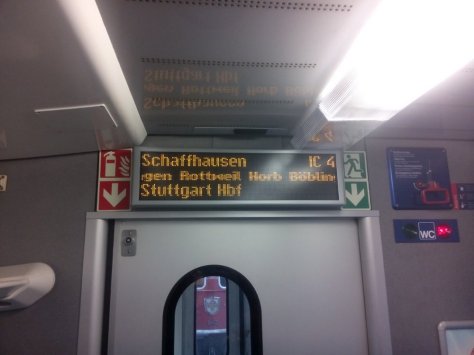 Schaffhausen IC 4
gen Rottweil Horb Böblin
Stuttgart Hbf
WC